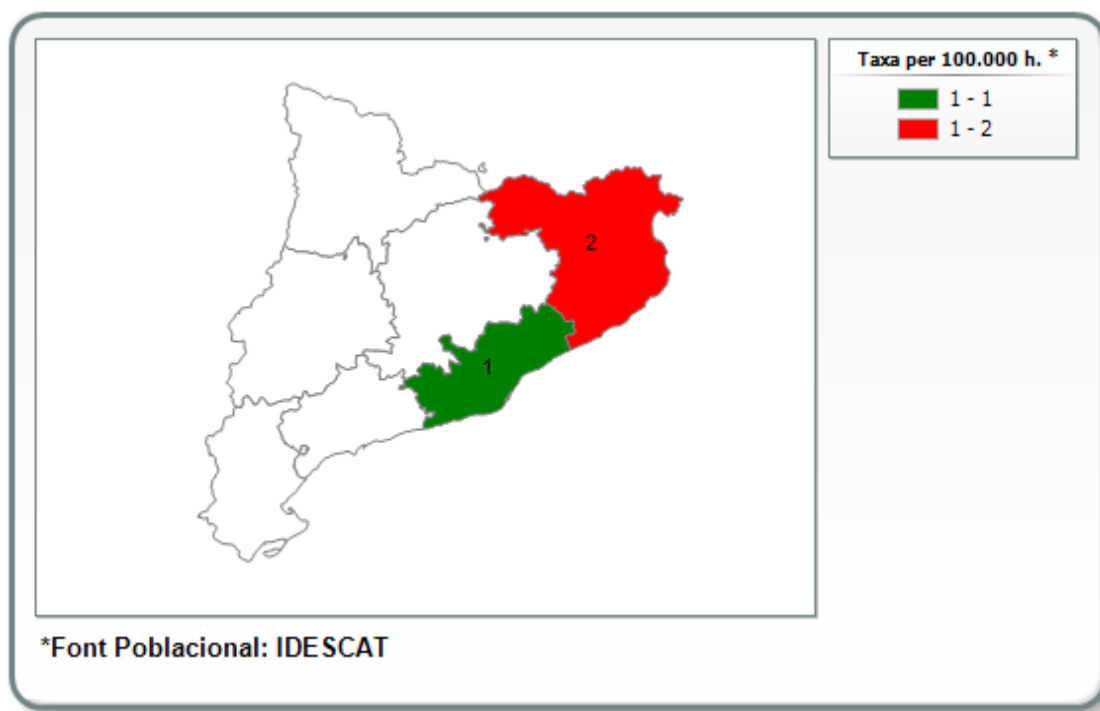 Taxa per 100.000 h. *
1 - 1
1 - 2
2
1
*Font Poblacional: IDESCAT